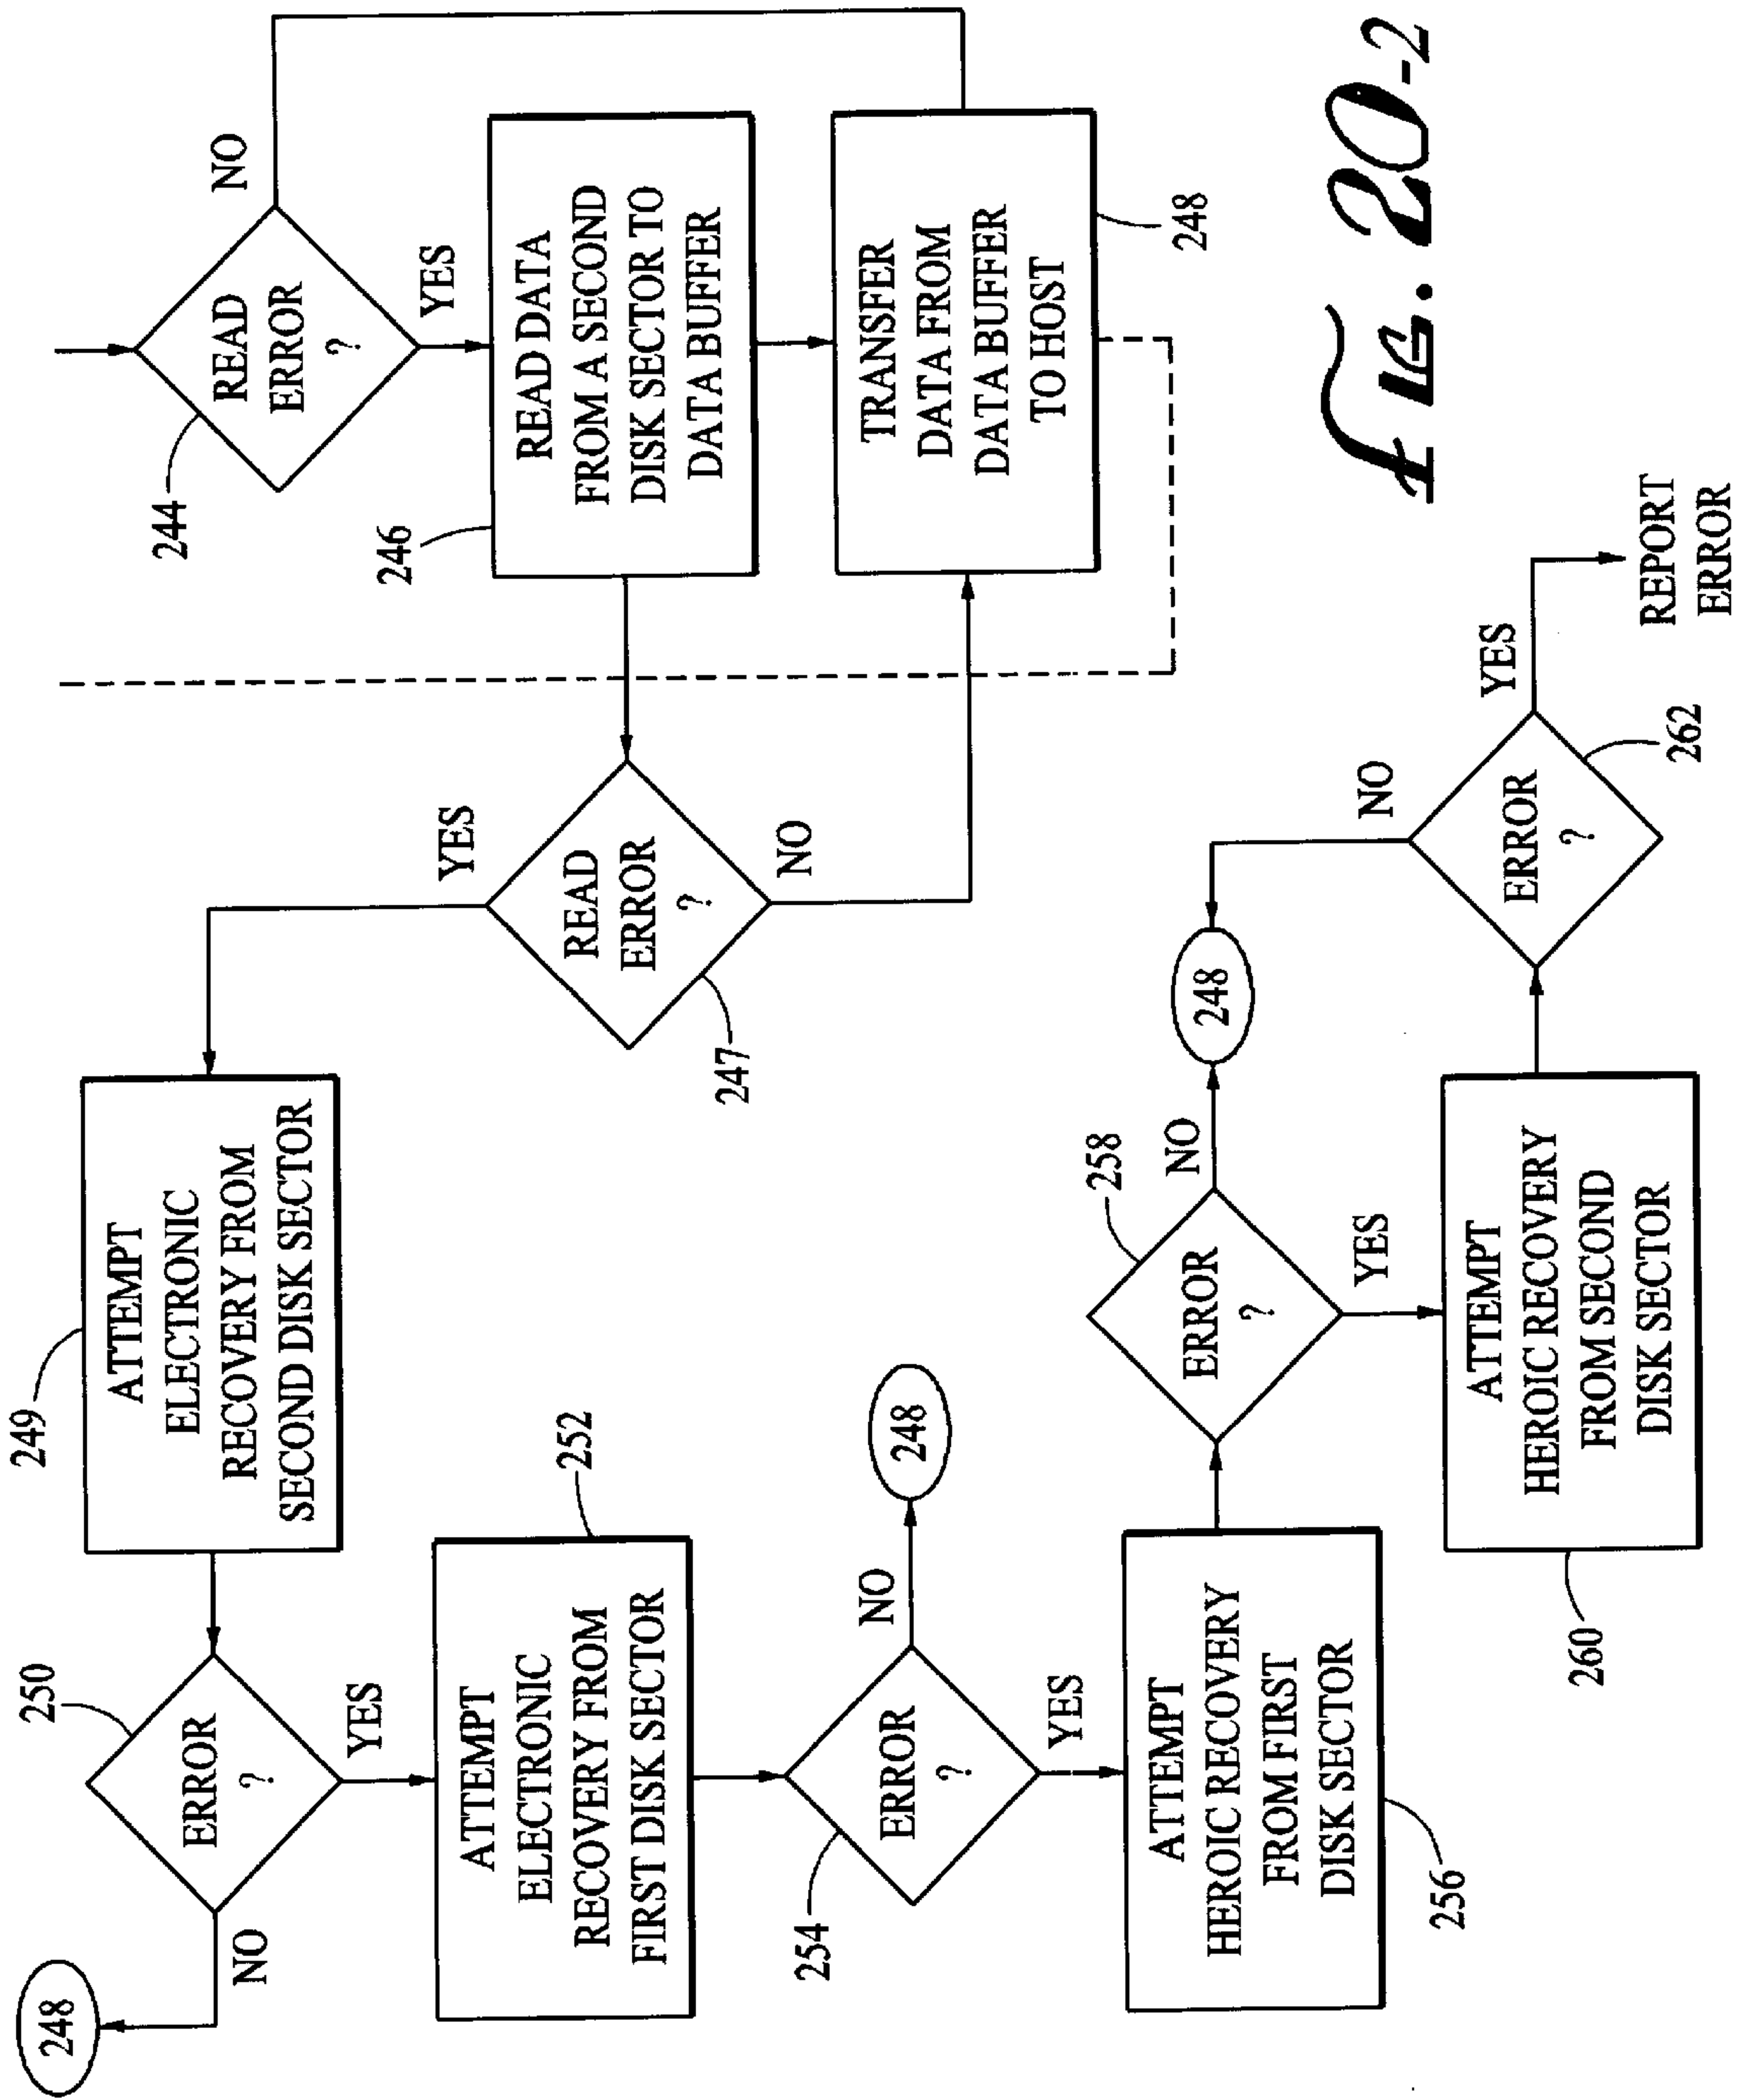 READ
ERROR
?
244
NO
YES
READ DATA
FROM A SECOND
DISK SECTOR TO
DATA BUFFER
246
TRANSFER
DATA FROM
DATA BUFFER
TO HOST
248
READ
ERROR
?
247
YES
NO
ATTEMPT
ELECTRONIC
RECOVERY FROM
SECOND DISK SECTOR
249
ERROR
?
250
NO
248
YES
ATTEMPT
ELECTRONIC
RECOVERY FROM
FIRST DISK SECTOR
252
ERROR
?
254
NO
248
YES
ATTEMPT
HEROIC RECOVERY
FROM FIRST
DISK SECTOR
256
ERROR
?
258
NO
248
YES
ATTEMPT
HEROIC RECOVERY
FROM SECOND
DISK SECTOR
260
ERROR
?
262
NO
YES
REPORT
ERROR
FIG. 20-2